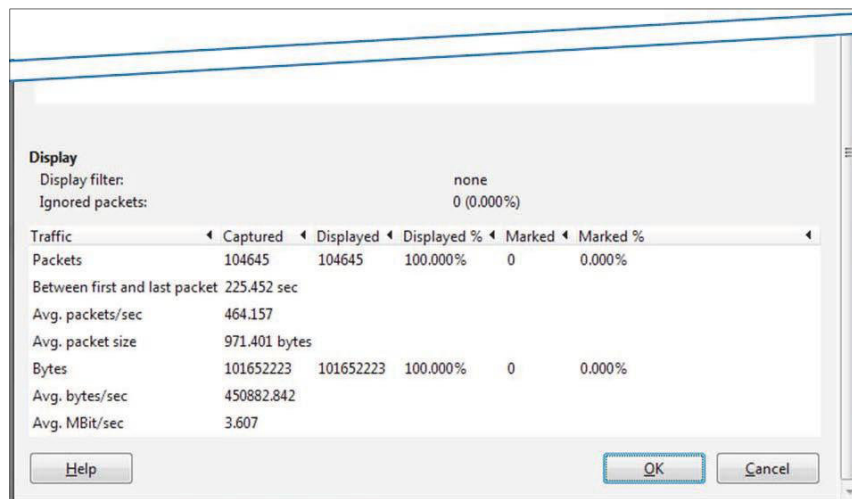 Display
Display filter: none
Ignored packets: 0 (0.000%)
Traffic Captured Displayed Displayed % Marked Marked %
Packets 104645 104645 100.000% 0 0.000%
Between first and last packet 225.452 sec
Avg. packets/sec 464.157
Avg. packet size 971.401 bytes
Bytes 101652223 101652223 100.000% 0 0.000%
Avg. bytes/sec 450882.842
Avg. MBit/sec 3.607
Help OK Cancel